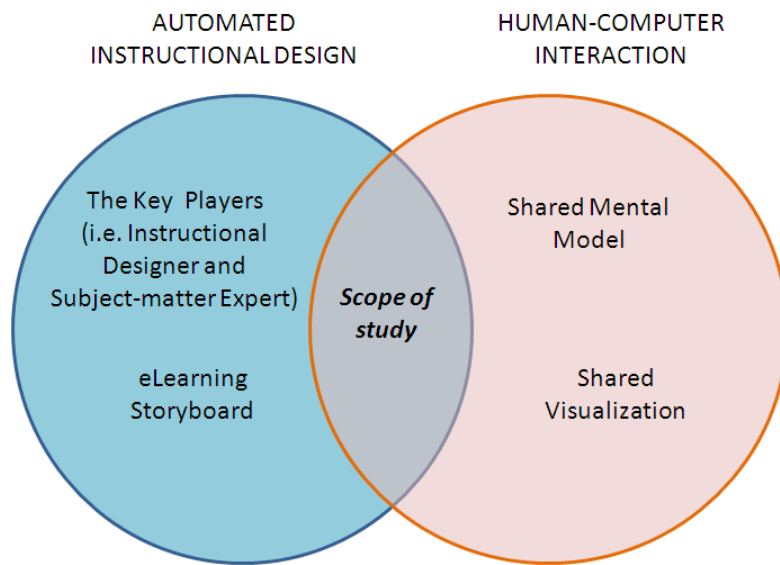 AUTOMATED
INSTRUCTIONAL DESIGN
HUMAN-COMPUTER
INTERACTION
The Key Players
(i.e. Instructional
Designer and
Subject-matter Expert)
eLearning
Storyboard
Scope of
study
Shared Mental
Model
Shared
Visualization